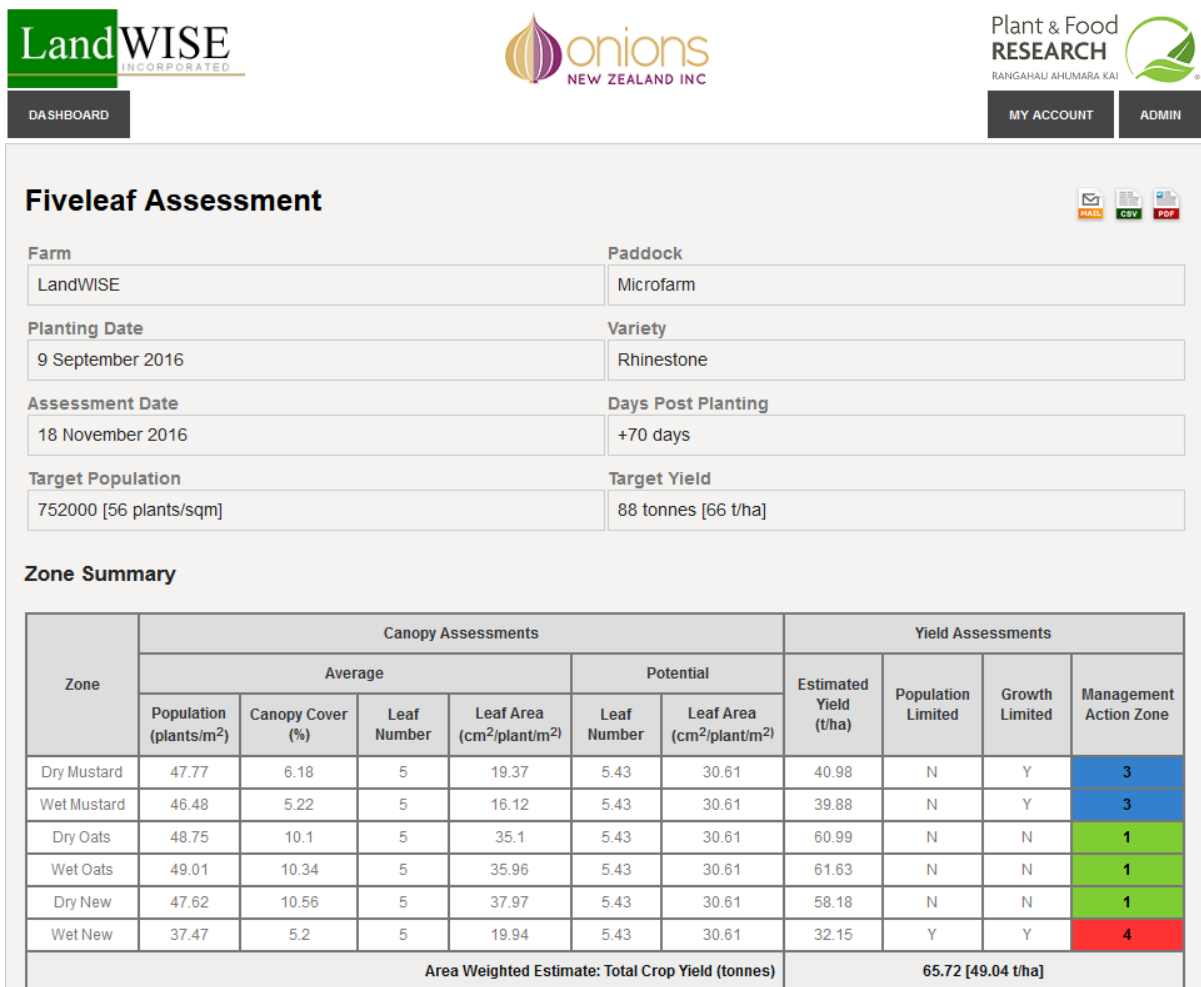 LandWISE
INCORPORATED
onions
NEW ZEALAND INC
Plant & Food
RESEARCH
RANGAHAU AHUMARA KAI
®
DASHBOARD
MY ACCOUNT
ADMIN
Fiveleaf Assessment
MAIL
CSV
PDF
Farm
Paddock
LandWISE
Microfarm
Planting Date
Variety
9 September 2016
Rhinestone
Assessment Date
Days Post Planting
18 November 2016
+70 days
Target Population
Target Yield
752000 [56 plants/sqm]
88 tonnes [66 t/ha]
Zone Summary
Zone
Canopy Assessments
Yield Assessments
Average
Potential
Estimated
Yield
(t/ha)
Population
Limited
Growth
Limited
Management
Action Zone
Population
(plants/m2)
Canopy Cover
(%)
Leaf
Number
Leaf Area
(cm2/plant/m2)
Leaf
Number
Leaf Area
(cm2/plant/m2)
Dry Mustard 47.77 6.18 5 19.37 5.43 30.61 40.98 N Y 3
Wet Mustard 46.48 5.22 5 16.12 5.43 30.61 39.88 N Y 3
Dry Oats 48.75 10.1 5 35.1 5.43 30.61 60.99 N N 1
Wet Oats 49.01 10.34 5 35.96 5.43 30.61 61.63 N N 1
Dry New 47.62 10.56 5 37.97 5.43 30.61 58.18 N N 1
Wet New 37.47 5.2 5 19.94 5.43 30.61 32.15 Y Y 4
Area Weighted Estimate: Total Crop Yield (tonnes) 65.72 [49.04 t/ha]